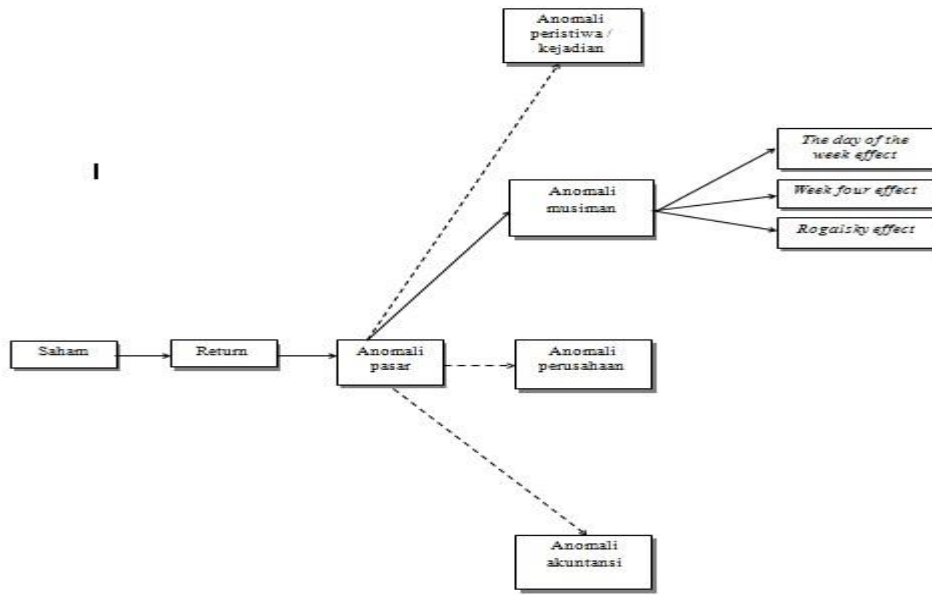 Anomali
peristiwa /
kejadian
The day of the
week effect
I
Anomali
musiman
Week four effect
Rogalsky effect
Saham
Return
Anomali
pasar
Anomali
perusahaan
Anomali
akuntansi